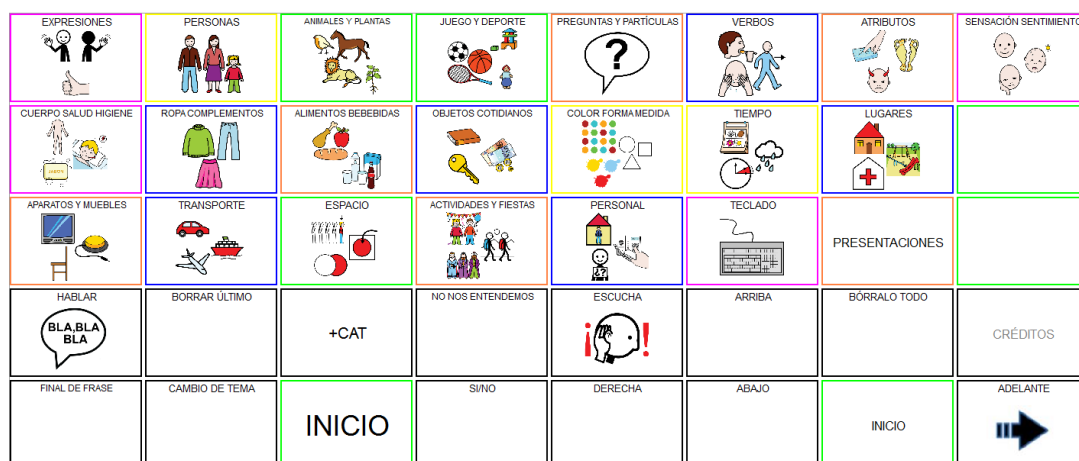 EXPRESIONES
PERSONAS
ANIMALES Y PLANTAS
JUEGO Y DEPORTE
PREGUNTAS Y PARTÍCULAS
VERBOS
ATRIBUTOS
SENSACIÓN SENTIMIENTO
?
CUERPO SALUD HIGIENE
ROPA COMPLEMENTOS
ALIMENTOS BEBEBIDAS
OBJETOS COTIDIANOS
COLOR FORMA MEDIDA
TIEMPO
LUGARES
APARATOS Y MUEBLES
TRANSPORTE
ESPACIO
ACTIVIDADES Y FIESTAS
PERSONAL
TECLADO
PRESENTACIONES
HABLAR
BORRAR ÚLTIMO
+CAT
NO NOS ENTENDEMOS
ESCUCHA
ARRIBA
BÓRRALO TODO
CRÉDITOS
BLA,BLA
BLA
¡ !
FINAL DE FRASE
CAMBIO DE TEMA
INICIO
SI/NO
DERECHA
ABAJO
INICIO
ADELANTE